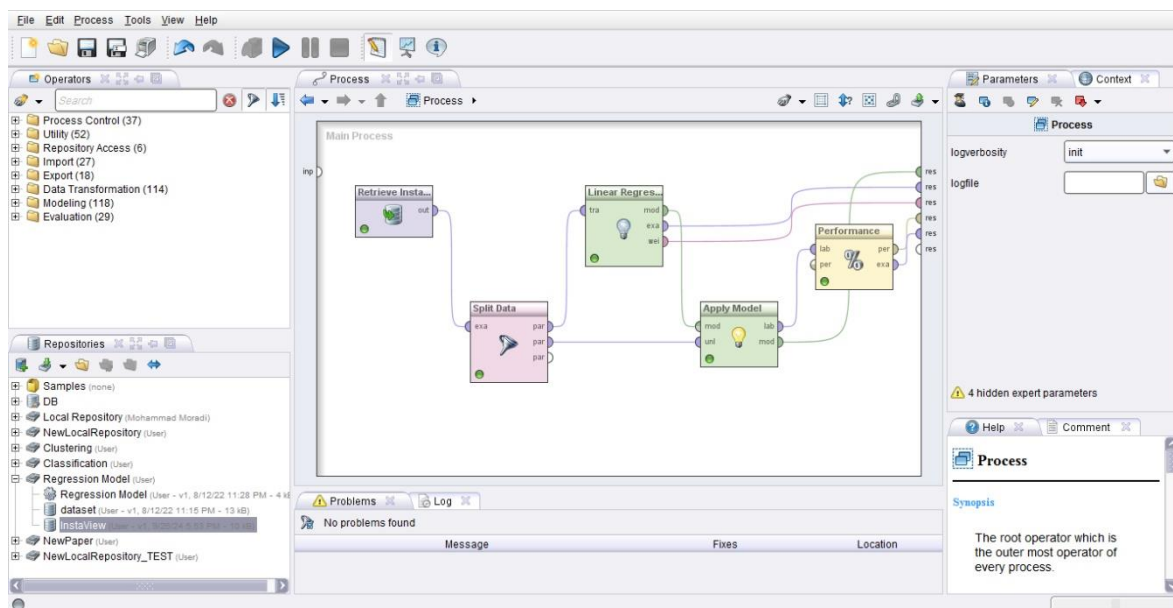 File Edit Process Tools View Help
Operators
Search
Process Control (37)
Utility (52)
Repository Access (6)
Import (27)
Export (18)
Data Transformation (114)
Modeling (118)
Evaluation (29)
Repositories
Samples (none)
DB
Local Repository (Mohammad Moradi)
NewLocalRepository (User)
Clustering (User)
Classification (User)
Regression Model (User)
Regression Model (User - v1, 8/12/22 11:28 PM - 4 kB
dataset (User - v1, 8/12/22 11:15 PM - 13 kB)
InstaView
NewPaper (User)
NewLocalRepository_TEST (User)
Process
Process
Main Process
inp
Retrieve Insta...
out
Linear Regres...
tra mod
exa
wei
Split Data
exa par
par
par
Apply Model
mod lab
unl mod
Performance
lab per
per exa
res
res
res
res
res
res
Problems Log
No problems found
Message Fixes Location
Parameters Context
Process
logverbosity init
logfile
4 hidden expert parameters
Help Comment
Process
Synopsis
The root operator which is
the outer most operator of
every process.